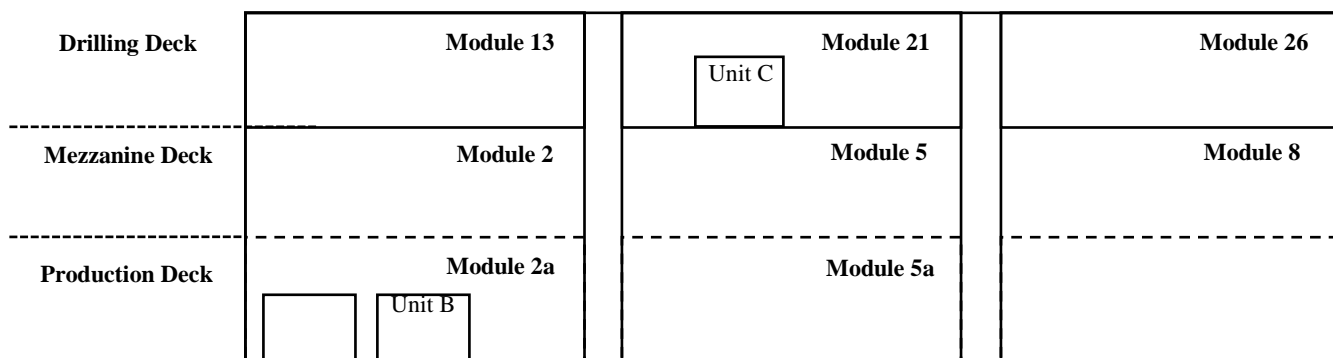 Drilling Deck Module 13 Module 21 Module 26
Unit C
Mezzanine Deck Module 2 Module 5 Module 8
Production Deck Module 2a Module 5a
Unit B